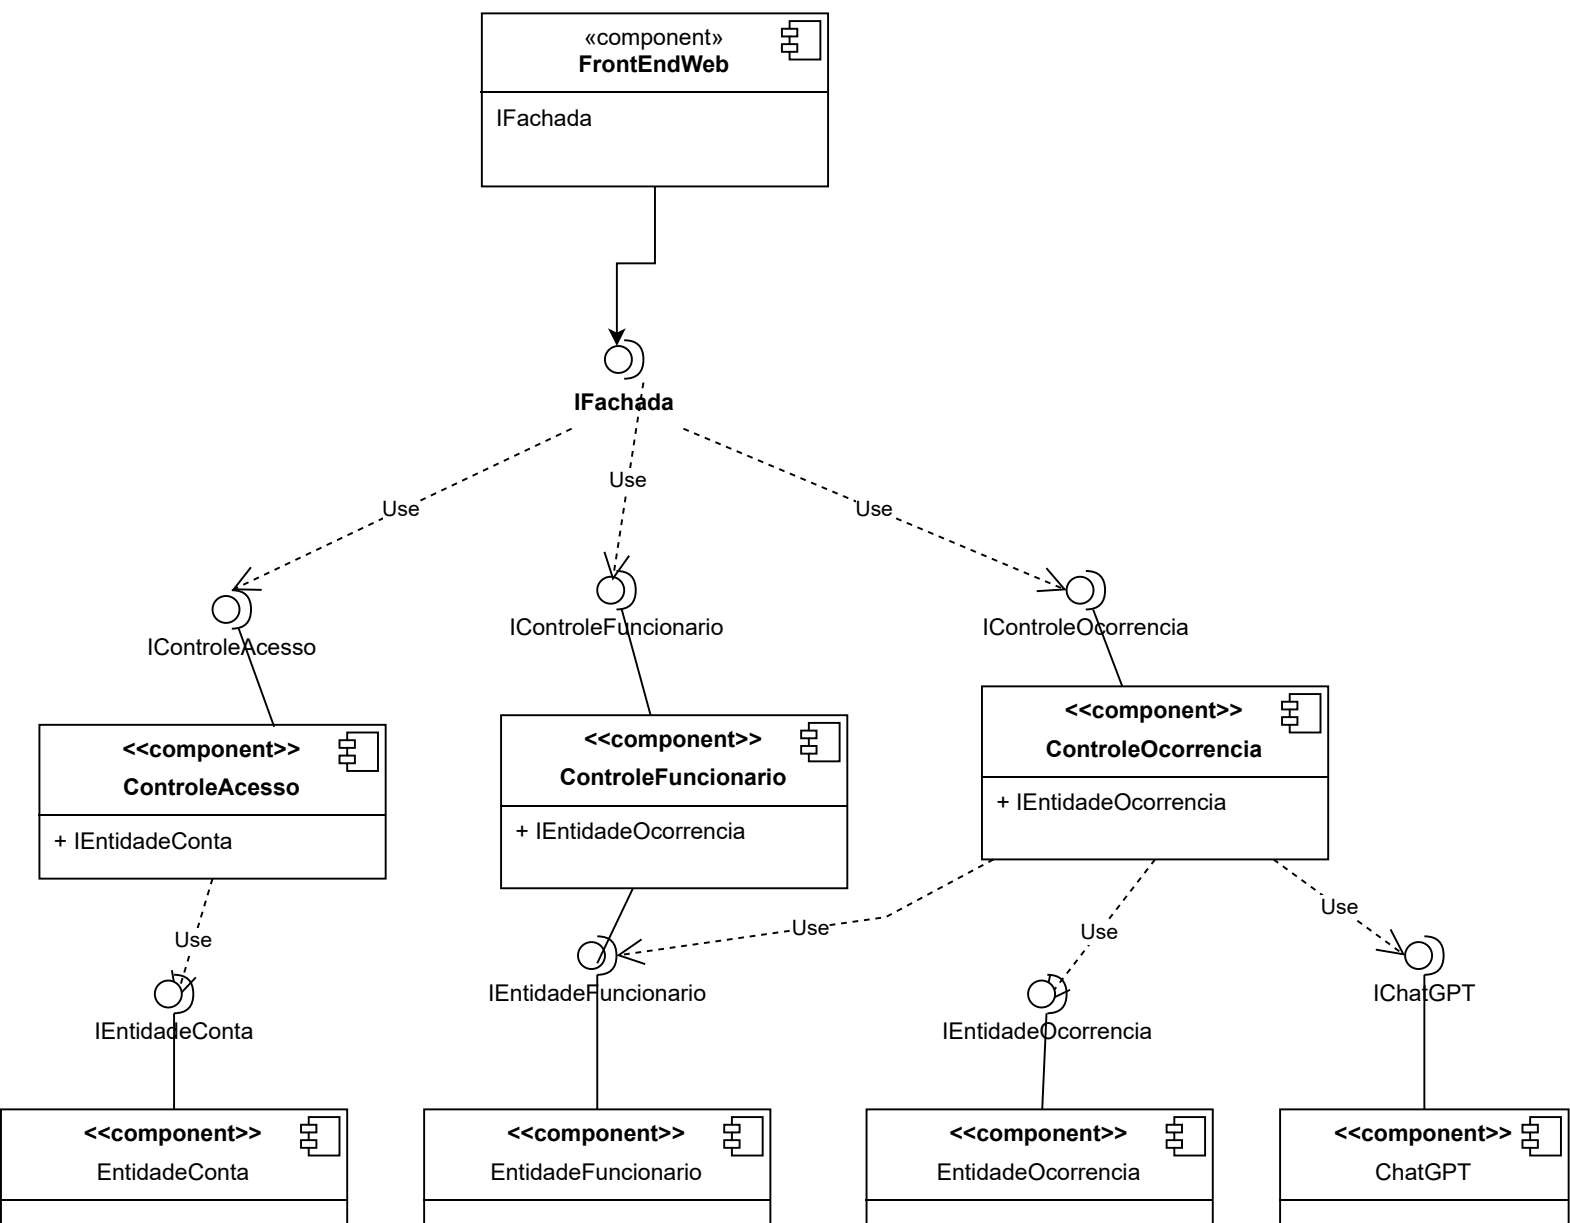 «component»
FrontEndWeb
IFachada
IFachada
Use
Use
Use
IControleAcesso
IControleFuncionario
IControleOcorrencia
<<component>>
ControleAcesso
+ IEntidadeConta
<<component>>
ControleFuncionario
+ IEntidadeOcorrencia
<<component>>
ControleOcorrencia
+ IEntidadeOcorrencia
Use
Use
Use
Use
IEntidadeConta
IEntidadeFuncionario
IEntidadeOcorrencia
IChatGPT
<<component>>
EntidadeConta
<<component>>
EntidadeFuncionario
<<component>>
EntidadeOcorrencia
<<component>>
ChatGPT